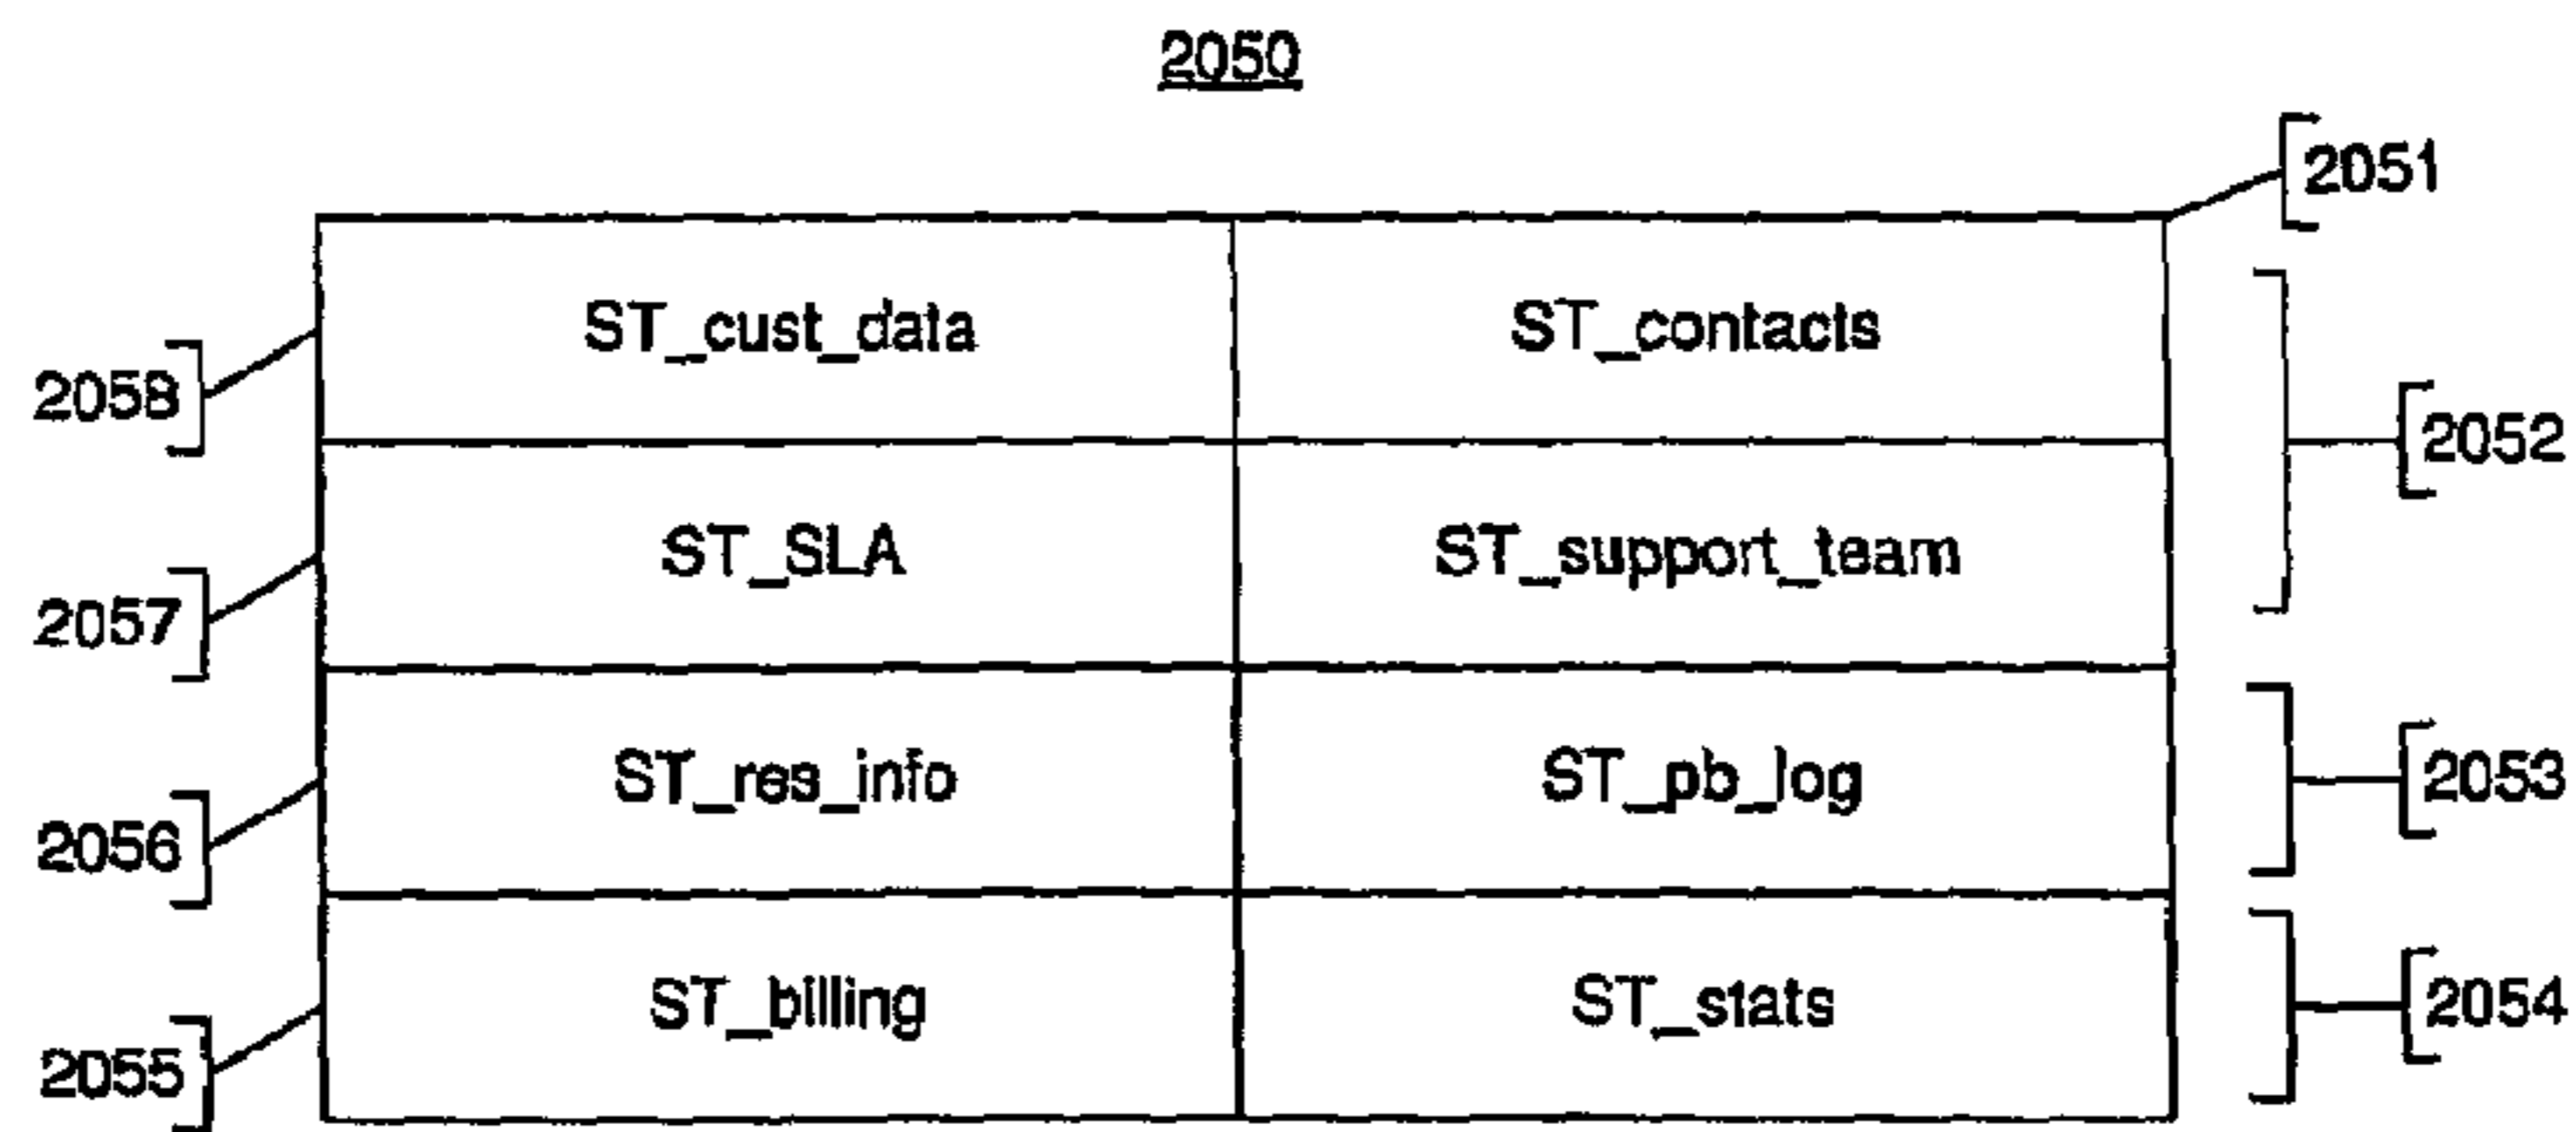 2050
2051
ST_cust_data ST_contacts
2058
2052
ST_SLA ST_support_team
2057
ST_res_info ST_pb_log
2053
2056
ST_billing ST_stats
2054
2055